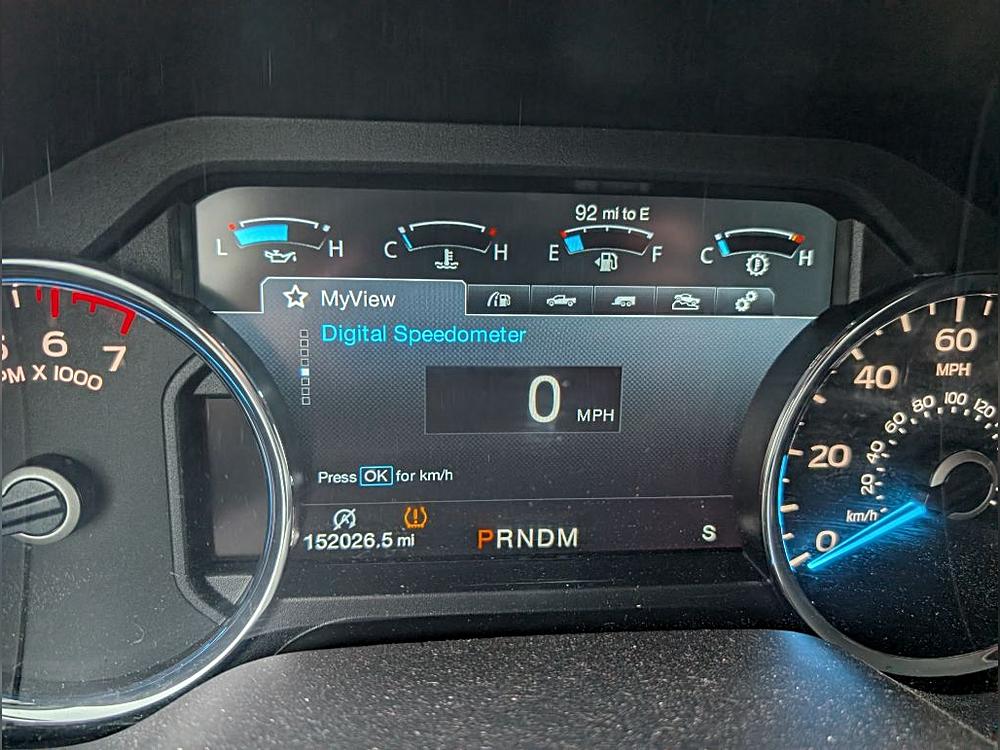 92 mi to E
L H C H E F C H
MyView
Digital Speedometer
0 MPH
Press OK for km/h
152026.5 mi PRNDM S
6 7
X 1000
60
MPH
40
20
0
120
100
80
60
40
20
km/h